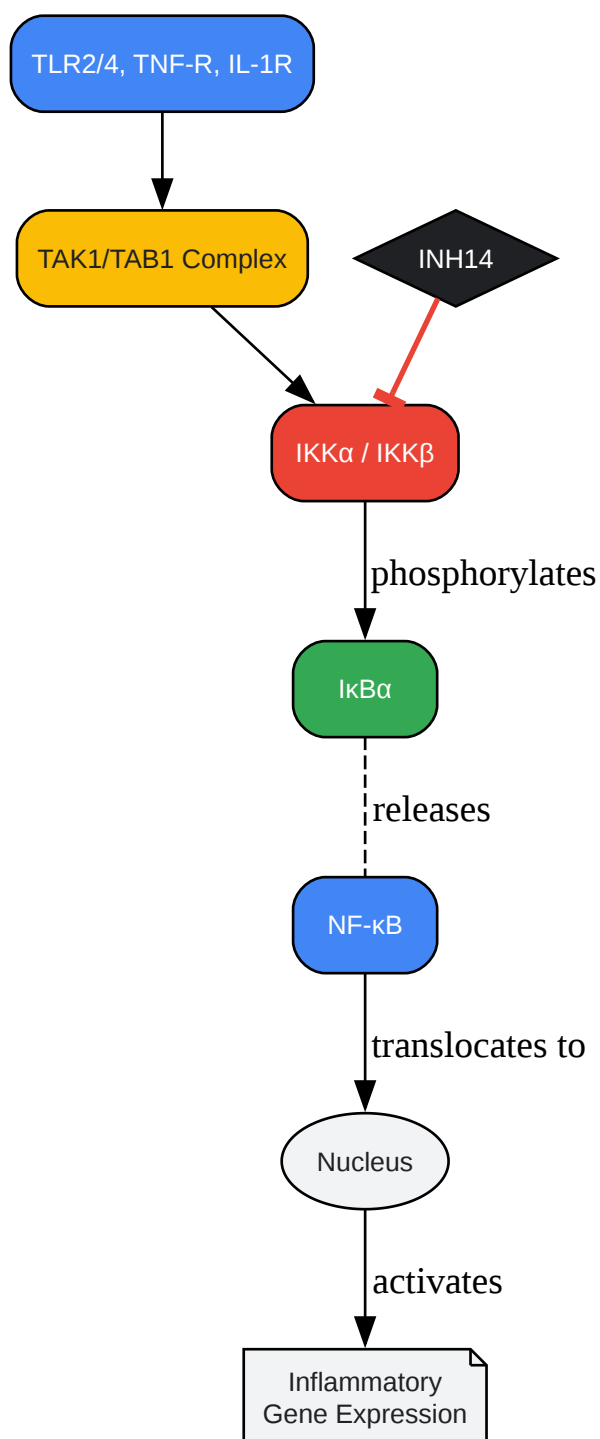 TLR2/4, TNF-R, IL-1R
TAK1/TAB1 Complex
INH14
IKKα / IKKβ
phosphorylates
IκBα
releases
NF-κB
translocates to
Nucleus
activates
Inflammatory
Gene Expression